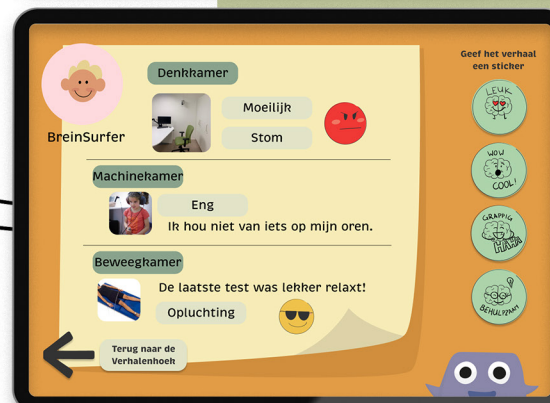 Geef het verhaal
een sticker
Denkkamer
LEUK
Moeilijk
BreinSurfer
Stom
WOW
COOL!
Machinekamer
Eng
Ik hou niet van iets op mijn oren.
GRAPPIG
HAHA
Beweegkamer
De laatste test was lekker relaxt!
Opluchting
BEHULPZAAM
Terug naar de
Verhalenhoek